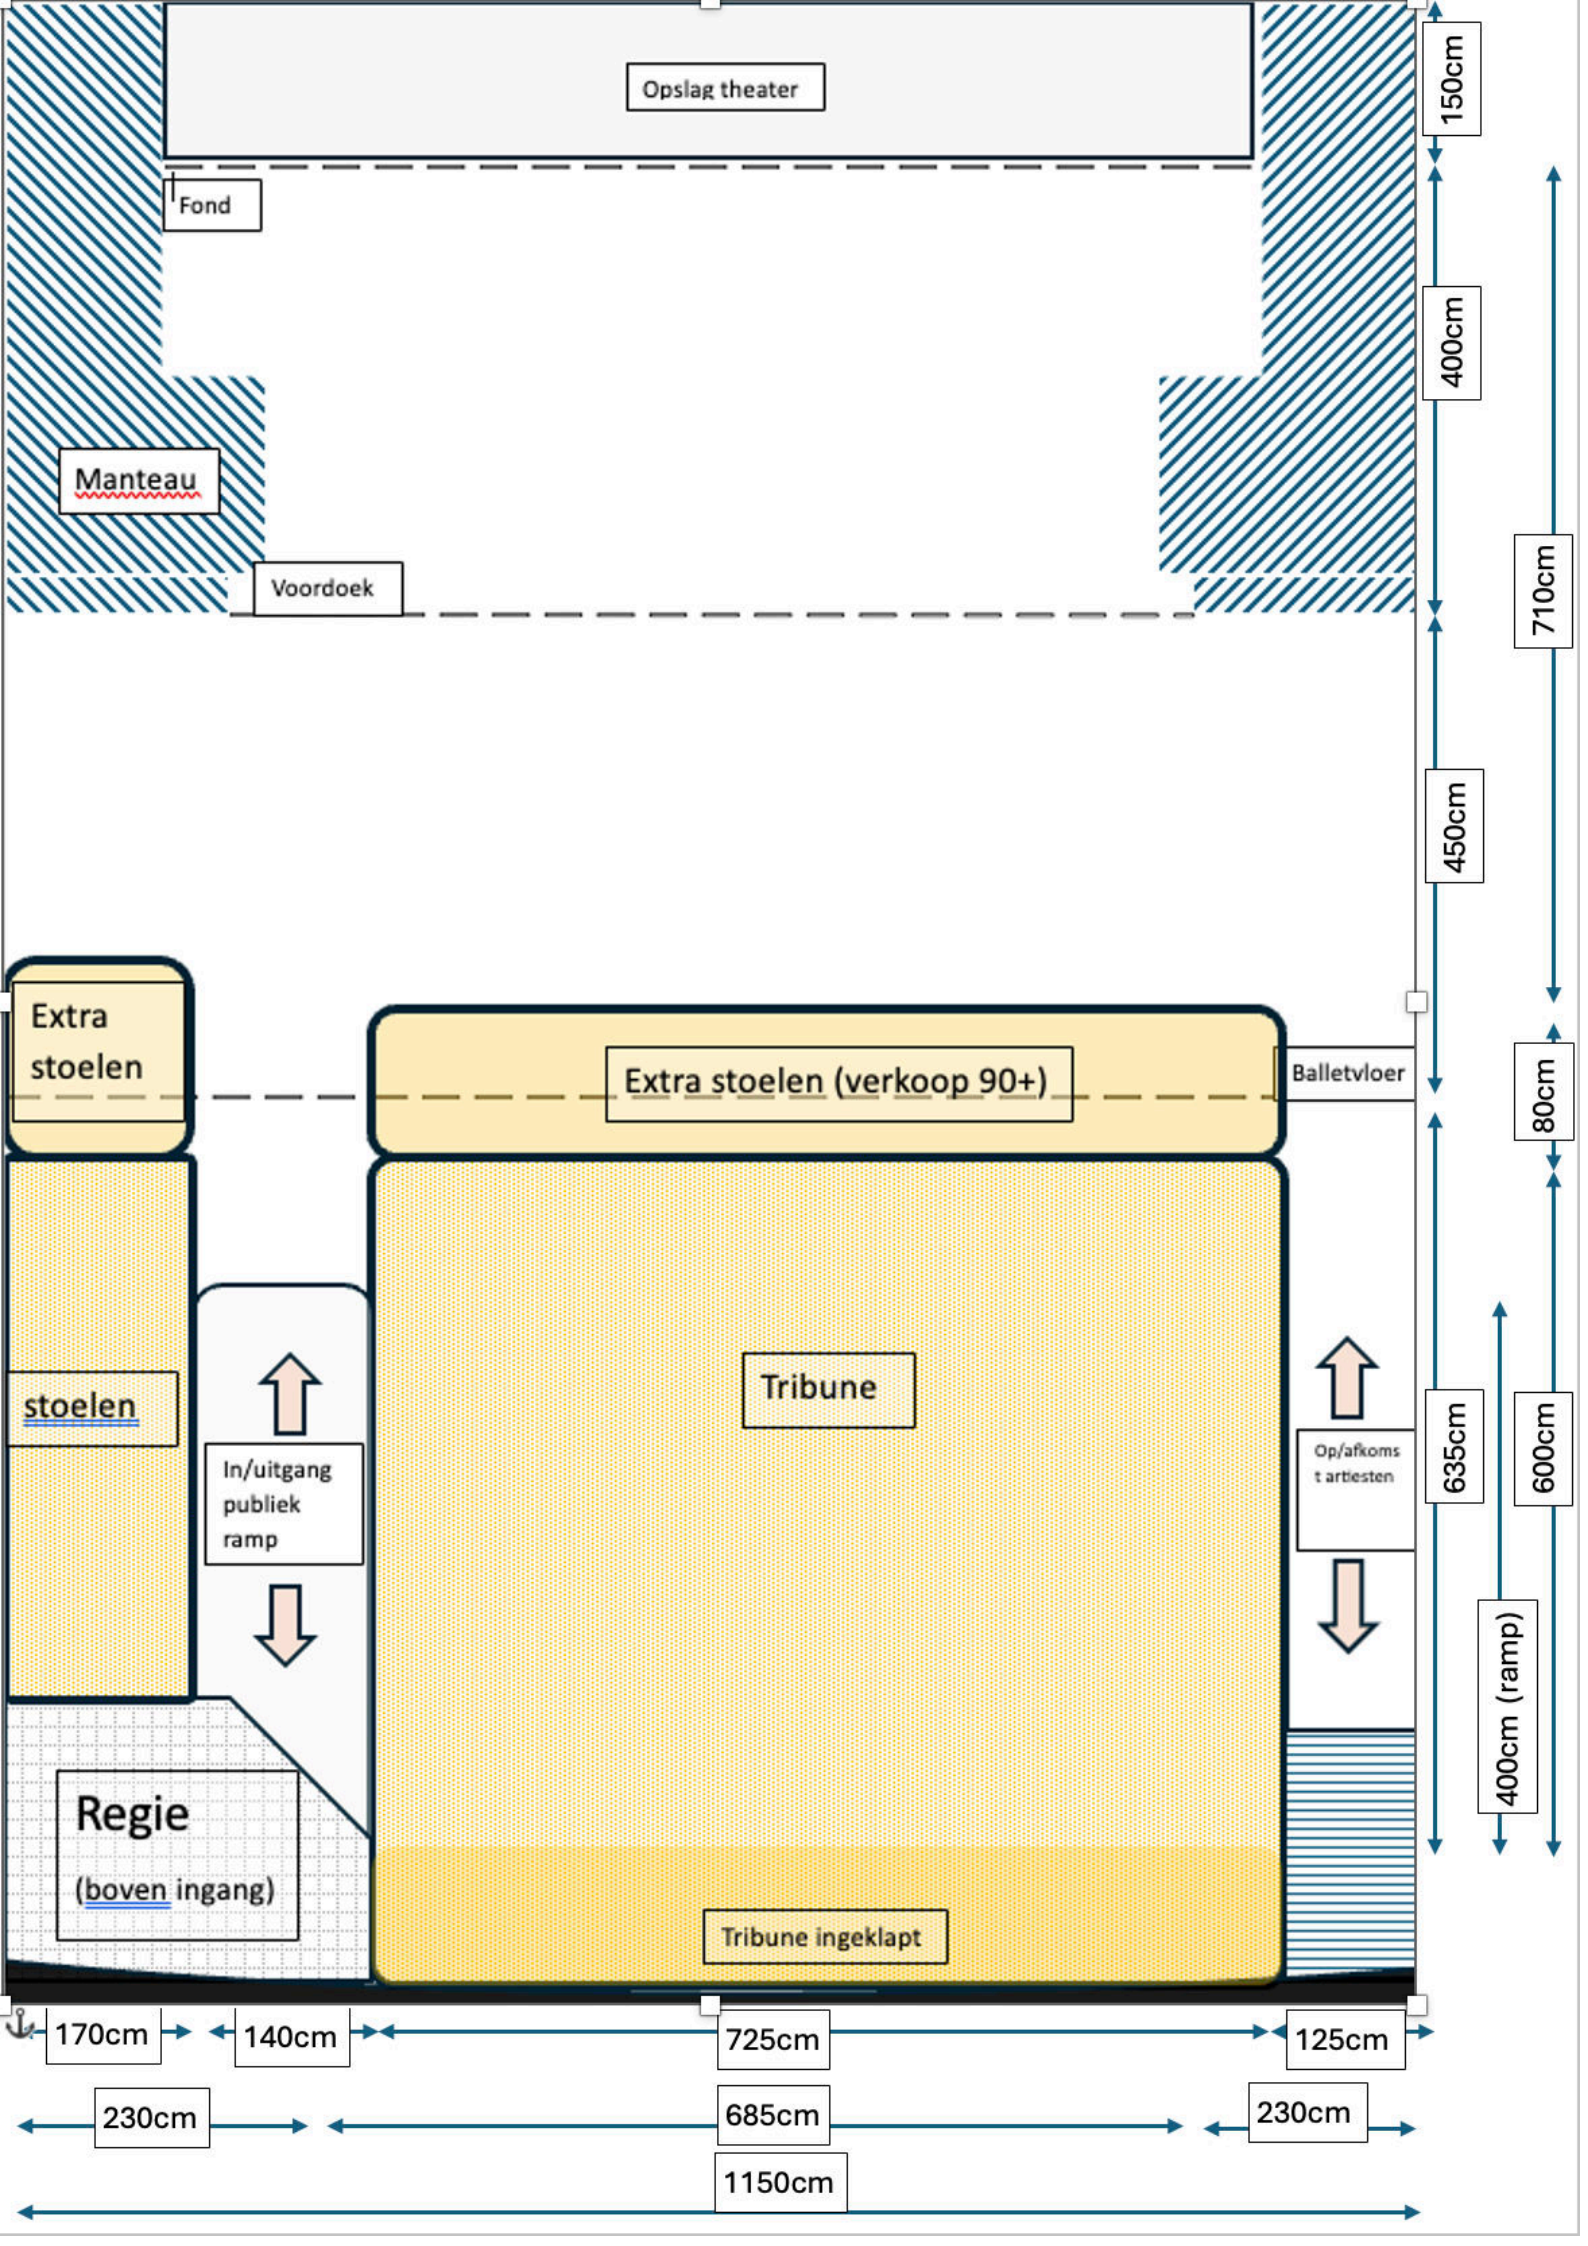 Opslag theater
150cm
Fond
400cm
Manteau
Voordoek
710cm
450cm
Extra
stoelen
Extra stoelen (verkoop 90+)
Balletvloer
80cm
stoelen
Tribune
In/uitgang
publiek
ramp
Op/afkoms
t artiesten
635cm
600cm
400cm (ramp)
Regie
(boven ingang)
Tribune ingeklapt
170cm
140cm
725cm
125cm
230cm
685cm
230cm
1150cm